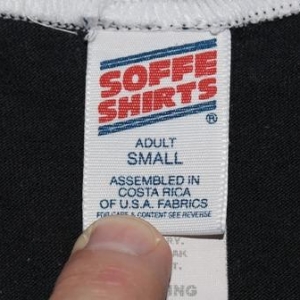 SOFFE
SHIRTS®
ADULT
SMALL
ASSEMBLED IN
COSTA RICA
OF U.S.A. FABRICS
FOR CARE & CONTENT SEE REVERSE